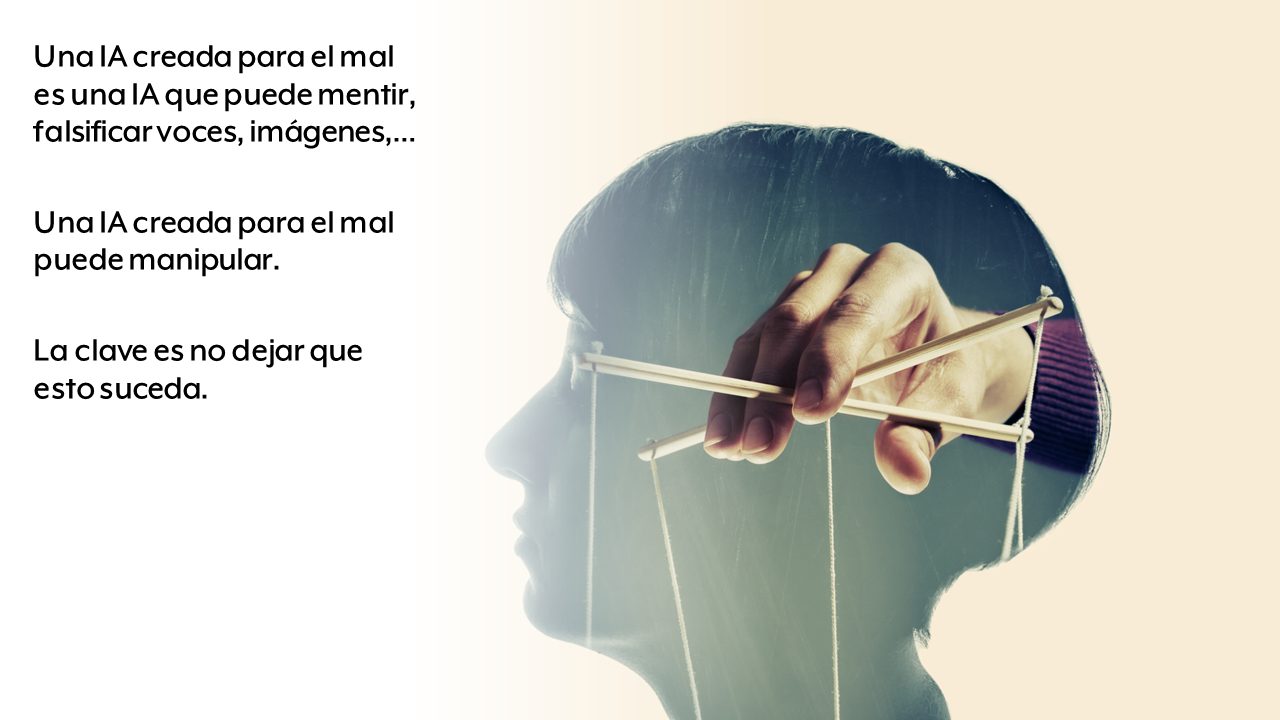 Una IA creada para el mal
es una IA que puede mentir,
falsificar voces, imágenes,...
Una IA creada para el mal
puede manipular.
La clave es no dejar que
esto suceda.